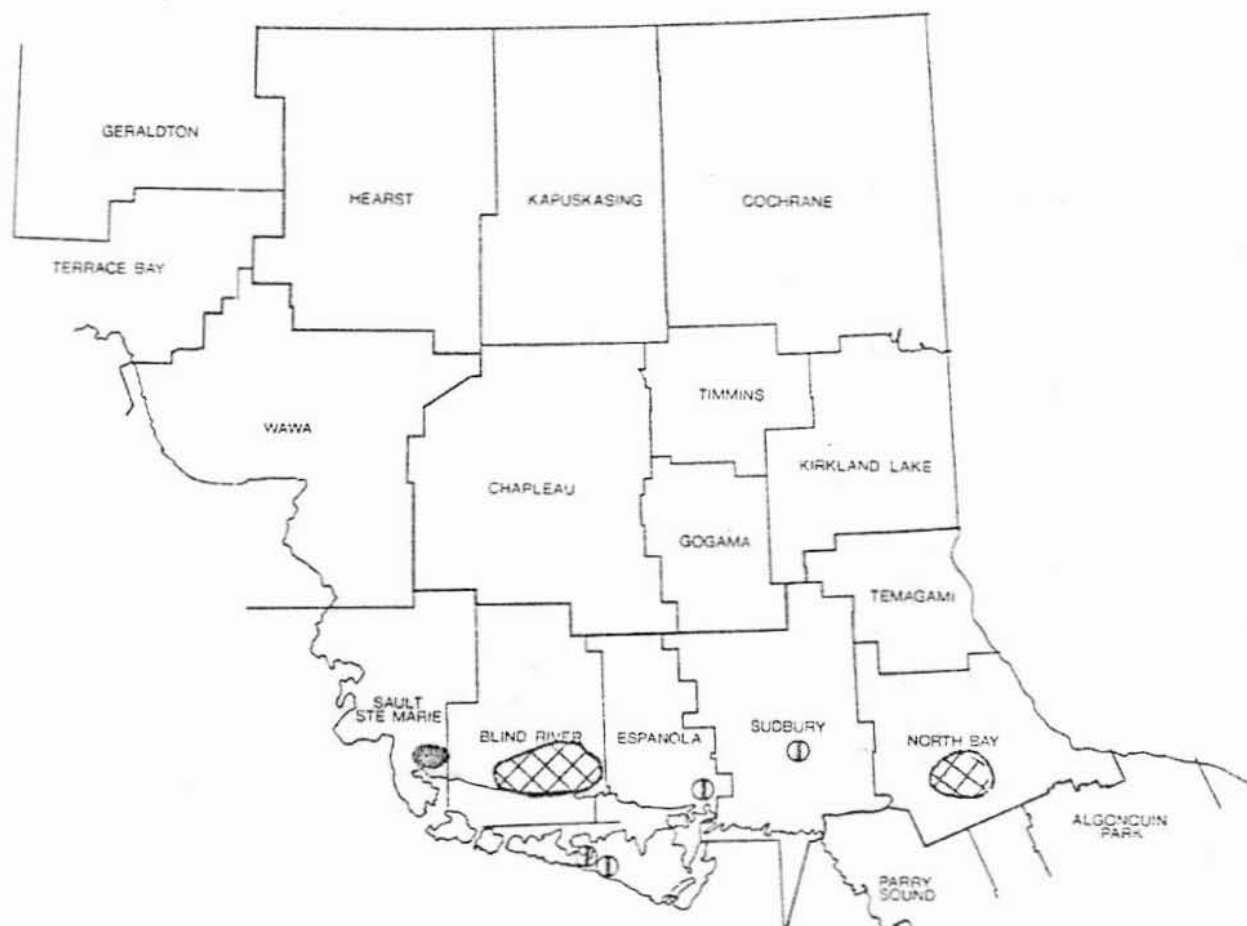 GERALDTON
HEARST
KAPUSKASING
COCHRANE
TERRACE BAY
TIMMINS
WAWA
KIRKLAND LAKE
CHAPLEAU
GOGAMA
TEMAGAMI
SAULT
STE MARIE
BLIND RIVER
ESPANOLA
SUDBURY
NORTH BAY
ALGONQUIN
PARK
PARRY
SOUND